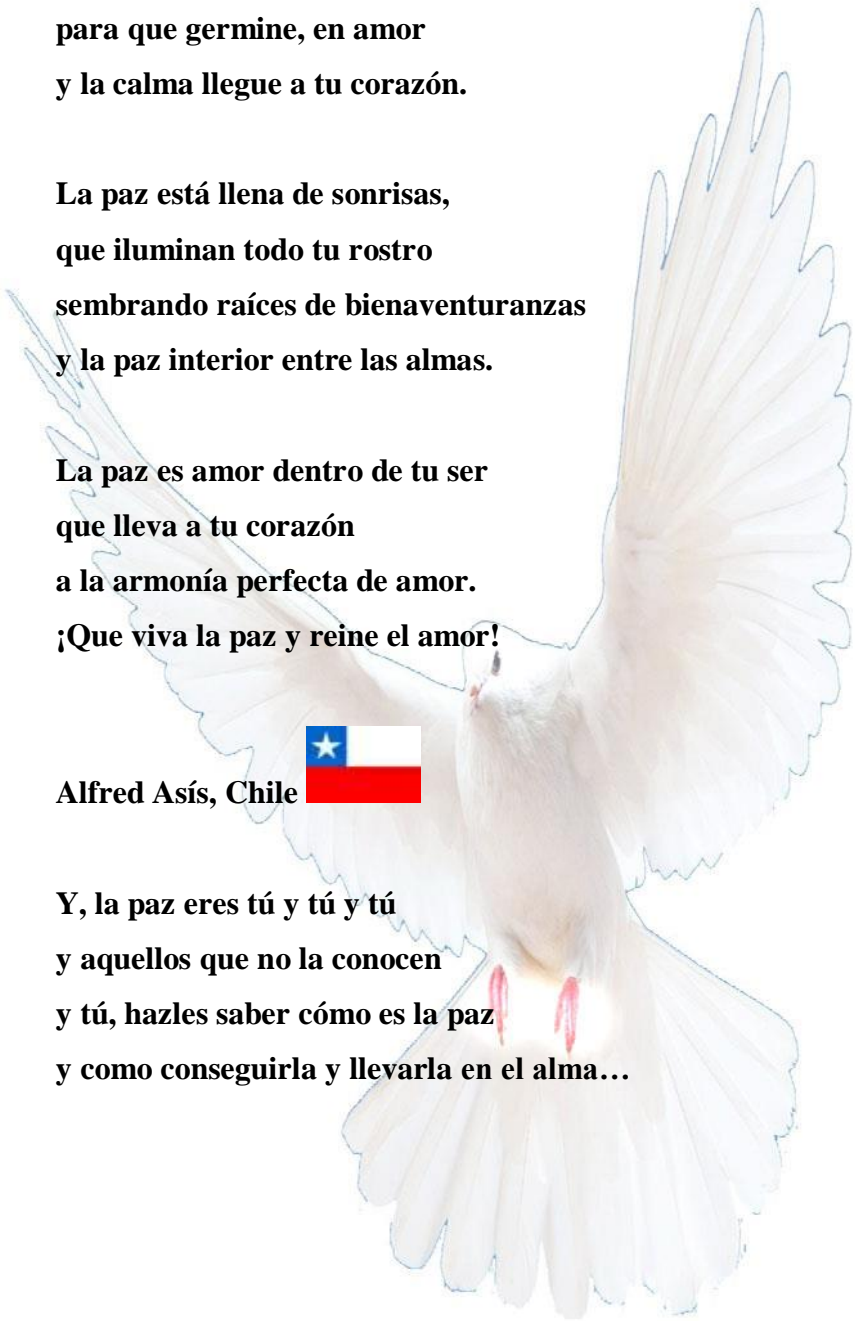 para que germine, en amor
y la calma llegue a tu corazón.
La paz está llena de sonrisas,
que iluminan todo tu rostro
sembrando raíces de bienaventuranzas
y la paz interior entre las almas.
La paz es amor dentro de tu ser
que lleva a tu corazón
a la armonía perfecta de amor.
¡Que viva la paz y reine el amor!
Alfred Asís, Chile
Y, la paz eres tú y tú y tú
y aquellos que no la conocen
y tú, hazles saber cómo es la paz
y como conseguirla y llevarla en el alma…